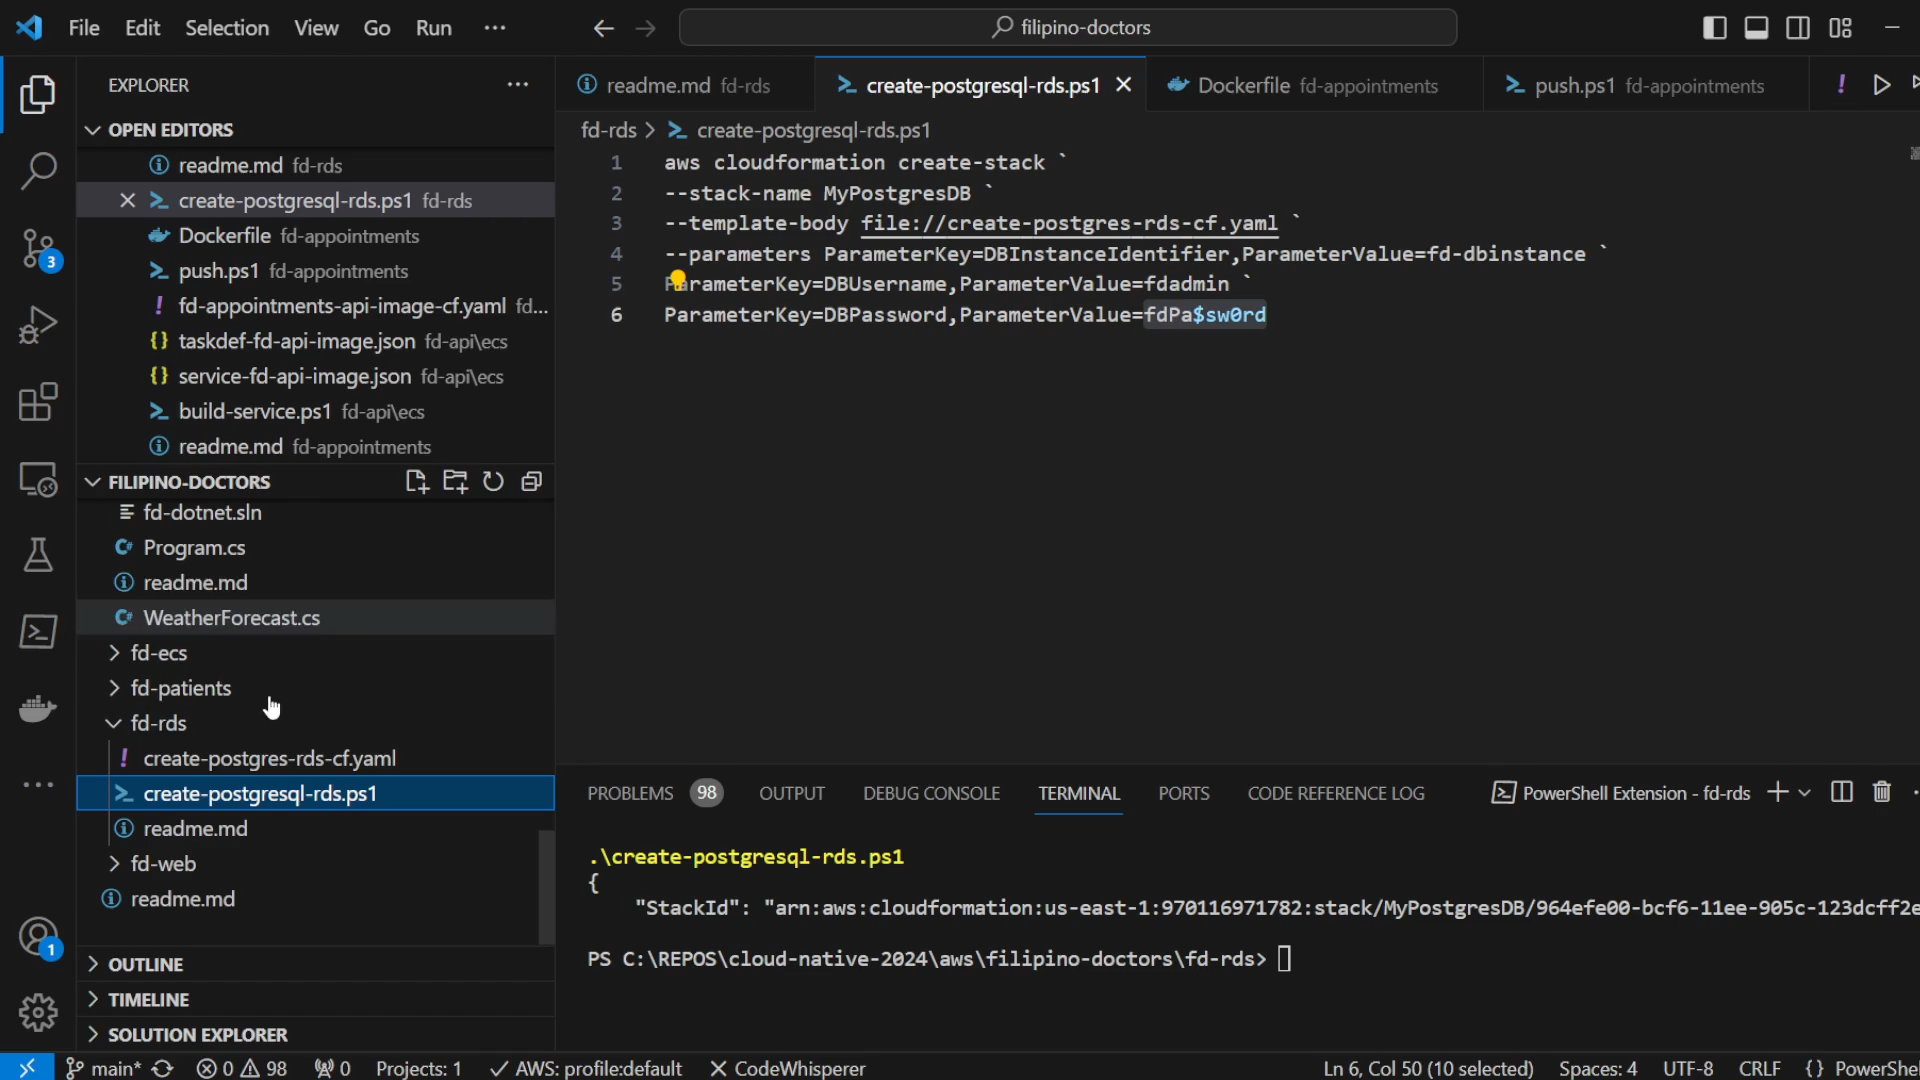 File Edit Selection View Go Run ···
filipino-doctors
EXPLORER
OPEN EDITORS
readme.md fd-rds
create-postgresql-rds.ps1 fd-rds
Dockerfile fd-appointments
push.ps1 fd-appointments
fd-appointments-api-image-cf.yaml fd...
taskdef-fd-api-image.json fd-api\ecs
service-fd-api-image.json fd-api\ecs
build-service.ps1 fd-api\ecs
readme.md fd-appointments
FILIPINO-DOCTORS
fd-dotnet.sln
Program.cs
readme.md
WeatherForecast.cs
fd-ecs
fd-patients
fd-rds
create-postgres-rds-cf.yaml
create-postgresql-rds.ps1
readme.md
fd-web
readme.md
OUTLINE
TIMELINE
SOLUTION EXPLORER
3
1
readme.md fd-rds
create-postgresql-rds.ps1
Dockerfile fd-appointments
push.ps1 fd-appointments
fd-rds > create-postgresql-rds.ps1
1 aws cloudformation create-stack `
2 --stack-name MyPostgresDB `
3 --template-body file://create-postgres-rds-cf.yaml `
4 --parameters ParameterKey=DBInstanceIdentifier,ParameterValue=fd-dbinstance `
5 ParameterKey=DBUsername,ParameterValue=fdadmin `
6 ParameterKey=DBPassword,ParameterValue=fdPa$sw0rd
PROBLEMS 98 OUTPUT DEBUG CONSOLE TERMINAL PORTS CODE REFERENCE LOG PowerShell Extension - fd-rds
.\create-postgresql-rds.ps1
{
"StackId": "arn:aws:cloudformation:us-east-1:970116971782:stack/MyPostgresDB/964efe00-bcf6-11ee-905c-123dcff2e
PS C:\REPOS\cloud-native-2024\aws\filipino-doctors\fd-rds>
main* 0 98 0 Projects: 1 AWS: profile:default CodeWhisperer Ln 6, Col 50 (10 selected) Spaces: 4 UTF-8 CRLF {} PowerShe